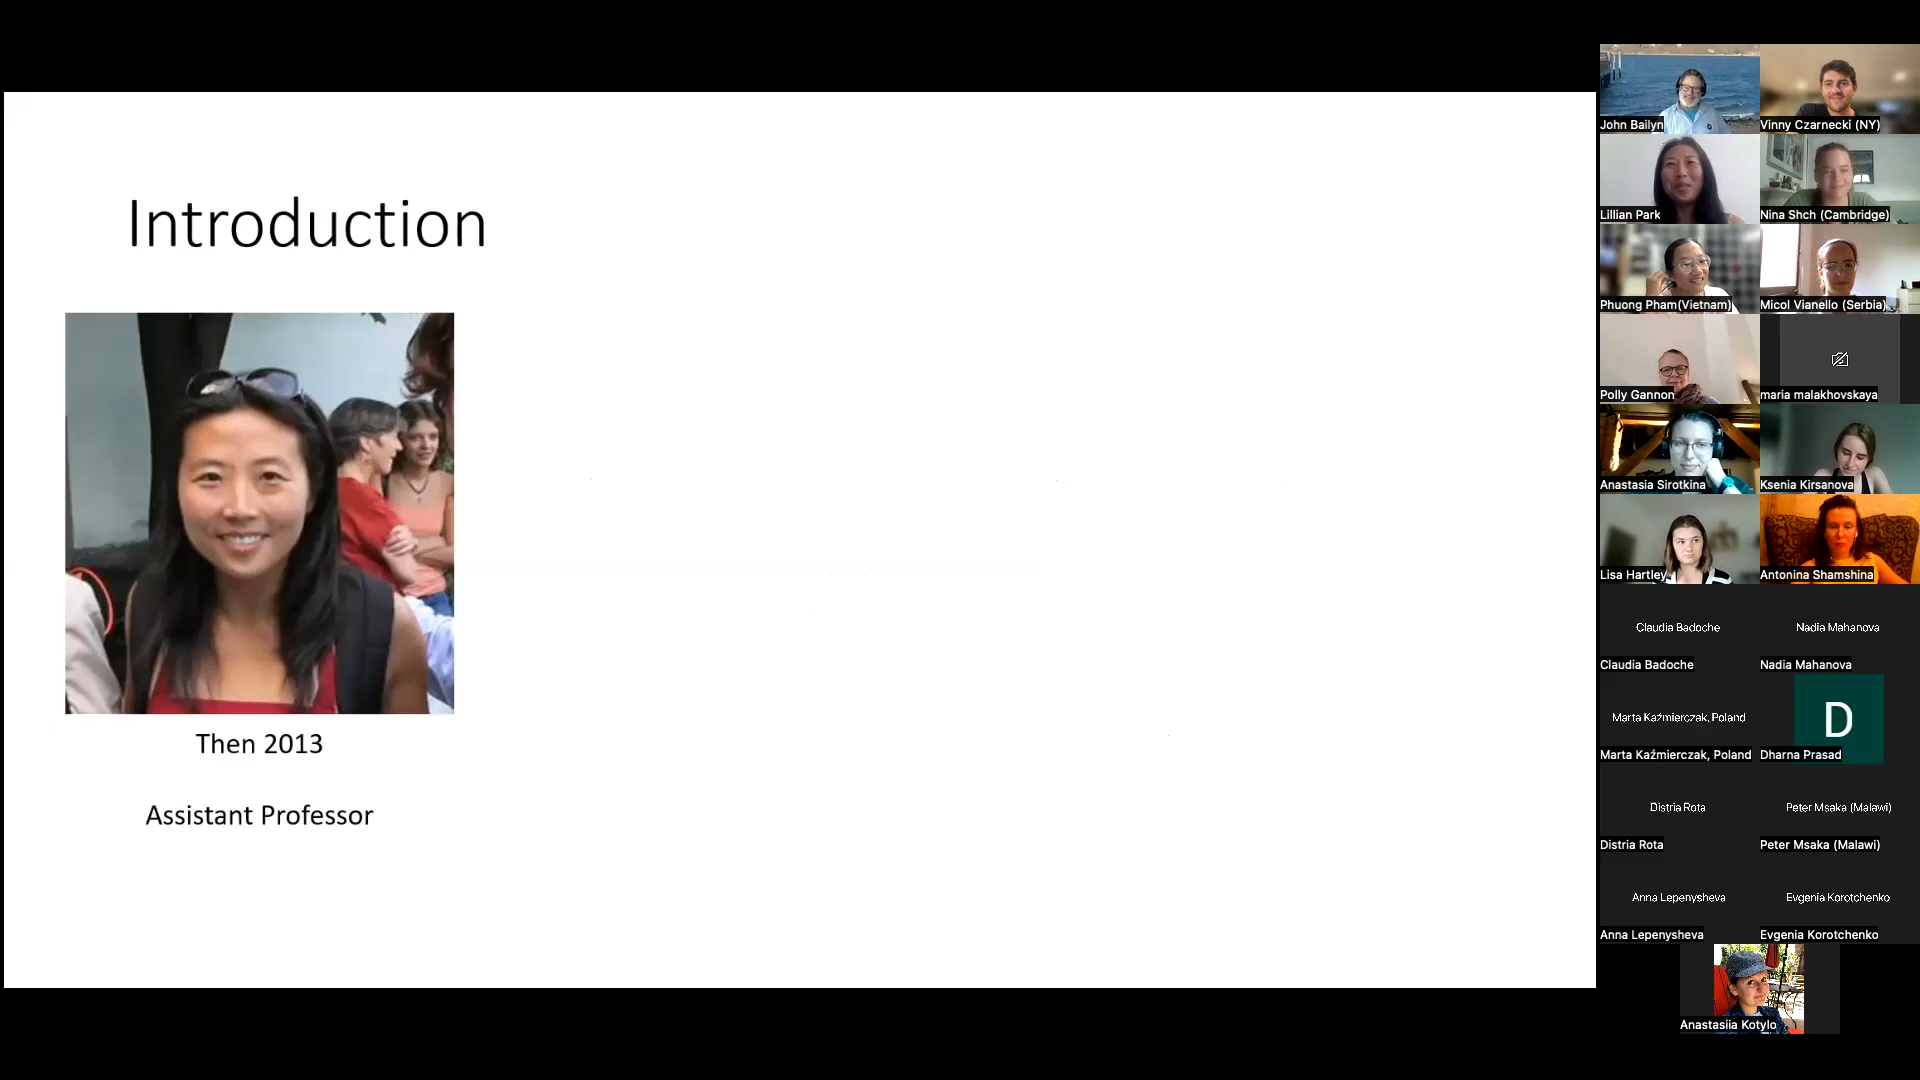 Introduction
Then 2013
Assistant Professor
John Bailyn
Vinny Czarnecki (NY)
Lillian Park
Nina Shch (Cambridge)
Phuong Pham(Vietnam)
Micol Vianello (Serbia)
Polly Gannon
maria malakhovskaya
Anastasia Sirotkina
Ksenia Kirsanova
Lisa Hartley
Antonina Shamshina
Claudia Badoche
Nadia Mahanova
Claudia Badoche
Nadia Mahanova
Marta Kaźmierczak, Poland
D
Marta Kaźmierczak, Poland
Dharna Prasad
Distria Rota
Peter Msaka (Malawi)
Distria Rota
Peter Msaka (Malawi)
Anna Lepenysheva
Evgenia Korotchenko
Anna Lepenysheva
Evgenia Korotchenko
Anastasiia Kotylo